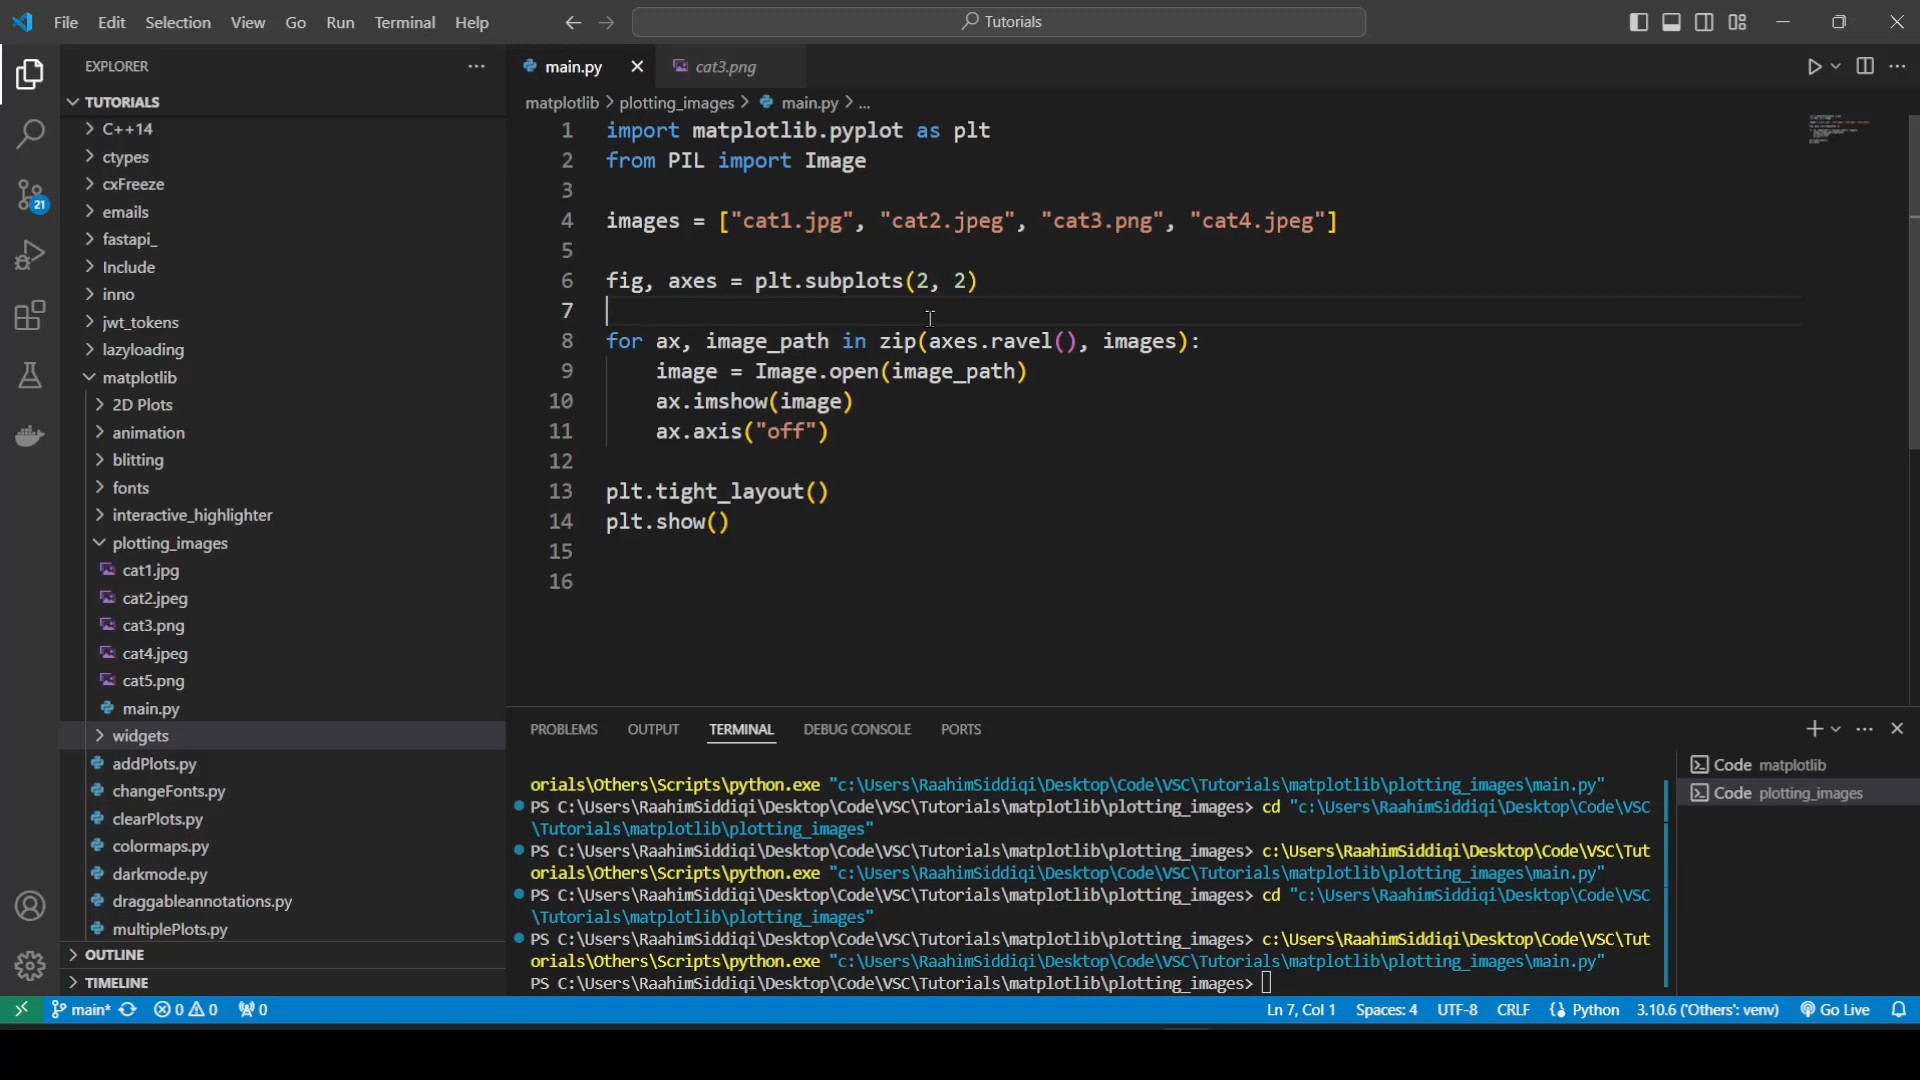 File Edit Selection View Go Run Terminal Help
Tutorials
EXPLORER
TUTORIALS
C++14
ctypes
cxFreeze
emails
fastapi_
Include
inno
jwt_tokens
lazyloading
matplotlib
2D Plots
animation
blitting
fonts
interactive_highlighter
plotting_images
cat1.jpg
cat2.jpeg
cat3.png
cat4.jpeg
cat5.png
main.py
widgets
addPlots.py
changeFonts.py
clearPlots.py
colormaps.py
darkmode.py
draggableannotations.py
multiplePlots.py
OUTLINE
TIMELINE
21
main.py cat3.png
matplotlib > plotting_images > main.py > ...
1 import matplotlib.pyplot as plt
2 from PIL import Image
3
4 images = ["cat1.jpg", "cat2.jpeg", "cat3.png", "cat4.jpeg"]
5
6 fig, axes = plt.subplots(2, 2)
7
8 for ax, image_path in zip(axes.ravel(), images):
9 image = Image.open(image_path)
10 ax.imshow(image)
11 ax.axis("off")
12
13 plt.tight_layout()
14 plt.show()
15
16
PROBLEMS OUTPUT TERMINAL DEBUG CONSOLE PORTS
orials\Others\Scripts\python.exe "c:\Users\RaahimSiddiqi\Desktop\Code\VSC\Tutorials\matplotlib\plotting_images\main.py"
PS C:\Users\RaahimSiddiqi\Desktop\Code\VSC\Tutorials\matplotlib\plotting_images> cd "c:\Users\RaahimSiddiqi\Desktop\Code\VSC
\Tutorials\matplotlib\plotting_images"
PS C:\Users\RaahimSiddiqi\Desktop\Code\VSC\Tutorials\matplotlib\plotting_images> c:\Users\RaahimSiddiqi\Desktop\Code\VSC\Tut
orials\Others\Scripts\python.exe "c:\Users\RaahimSiddiqi\Desktop\Code\VSC\Tutorials\matplotlib\plotting_images\main.py"
PS C:\Users\RaahimSiddiqi\Desktop\Code\VSC\Tutorials\matplotlib\plotting_images> cd "c:\Users\RaahimSiddiqi\Desktop\Code\VSC
\Tutorials\matplotlib\plotting_images"
PS C:\Users\RaahimSiddiqi\Desktop\Code\VSC\Tutorials\matplotlib\plotting_images> c:\Users\RaahimSiddiqi\Desktop\Code\VSC\Tut
orials\Others\Scripts\python.exe "c:\Users\RaahimSiddiqi\Desktop\Code\VSC\Tutorials\matplotlib\plotting_images\main.py"
PS C:\Users\RaahimSiddiqi\Desktop\Code\VSC\Tutorials\matplotlib\plotting_images>
Code matplotlib
Code plotting_images
main* 0 0 0 Ln 7, Col 1 Spaces: 4 UTF-8 CRLF Python 3.10.6 ('Others': venv) Go Live